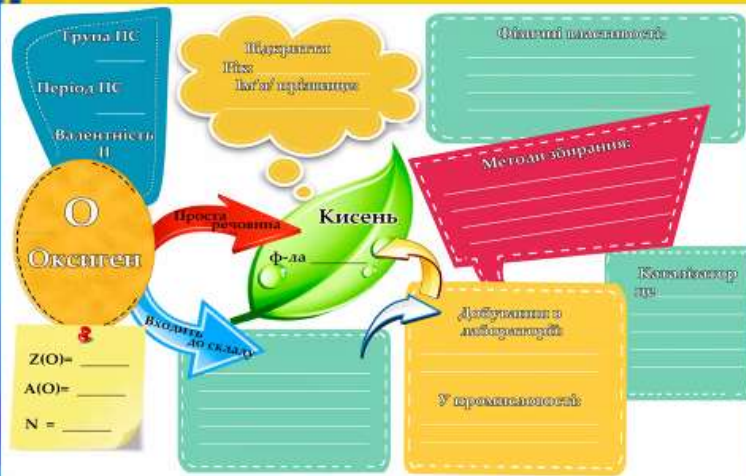 Група ПС
Період ПС
Валентність
ІІ
О
Оксиген
Z(O)=
A(O)=
N =
Відкриття
Рік
Ім'я/ прізвище
Проста
речовина
Входить
до складу
Кисень
ф-ла
Фізичні властивості:
Методи збирання:
Добування в
лабораторії:
У промисловості:
Каталізатор
це